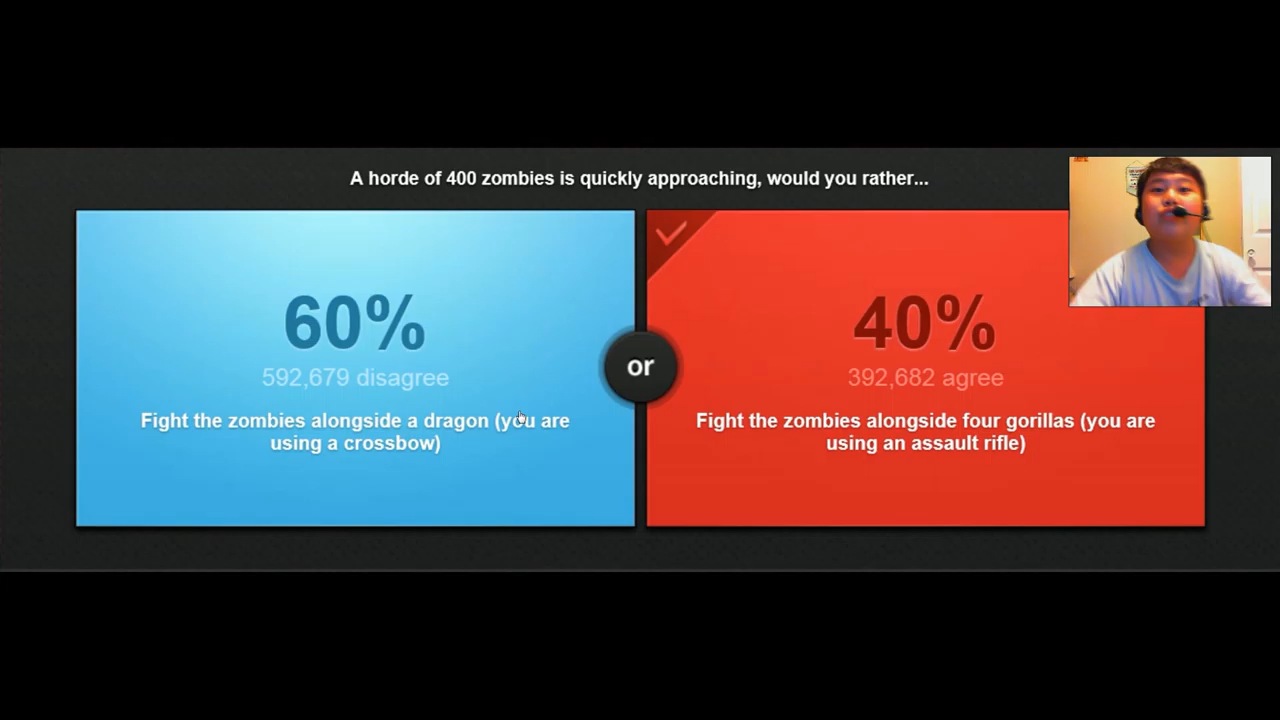 A horde of 400 zombies is quickly approaching, would you rather...
60%
592,679 disagree
Fight the zombies alongside a dragon (you are
using a crossbow)
or
40%
392,682 agree
Fight the zombies alongside four gorillas (you are
using an assault rifle)